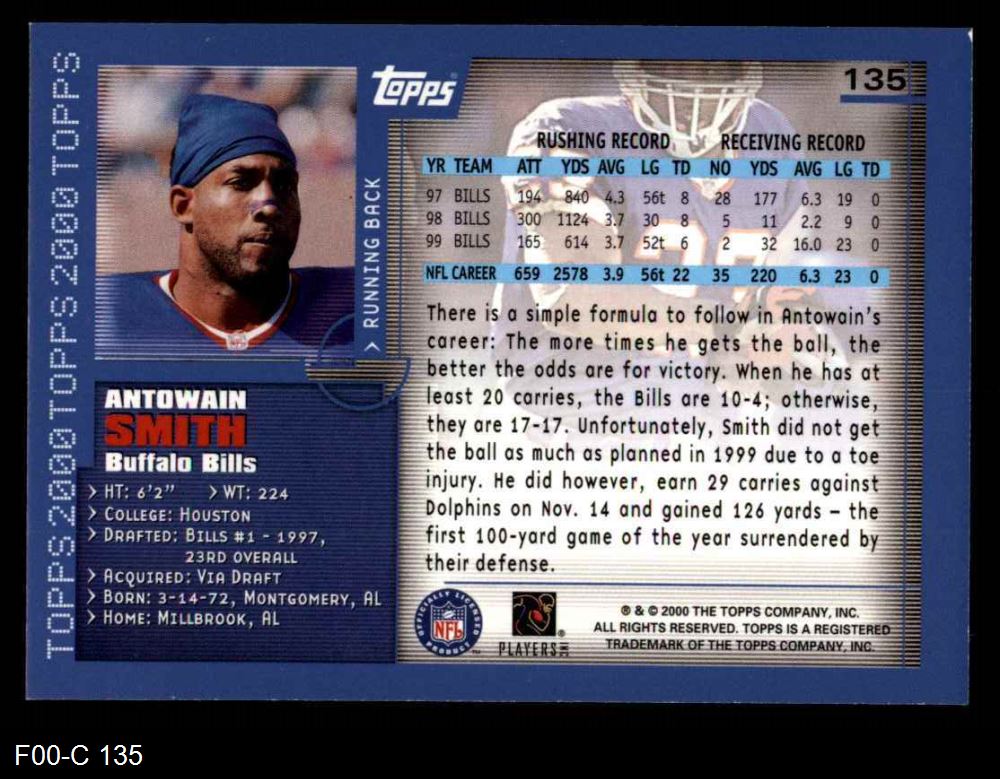 TOPPS2000TOPPS2000TOPPS
topps
135
> RUNNING BACK
RUSHING RECORD RECEIVING RECORD
YR TEAM ATT YDS AVG LG TD NO YDS AVG LG TD
97 BILLS 194 840 4.3 56t 8 28 177 6.3 19 0
98 BILLS 300 1124 3.7 30 8 5 11 2.2 9 0
99 BILLS 165 614 3.7 52t 6 2 32 16.0 23 0
NFL CAREER 659 2578 3.9 56t 22 35 220 6.3 23 0
There is a simple formula to follow in Antowain's
career: The more times he gets the ball, the
better the odds are for victory. When he has at
least 20 carries, the Bills are 10-4; otherwise,
they are 17-17. Unfortunately, Smith did not get
the ball as much as planned in 1999 due to a toe
injury. He did however, earn 29 carries against
Dolphins on Nov. 14 and gained 126 yards – the
first 100-yard game of the year surrendered by
their defense.
ANTOWAIN
SMITH
Buffalo Bills
> HT: 6'2" > WT: 224
> COLLEGE: HOUSTON
> DRAFTED: BILLS #1 - 1997,
23RD OVERALL
> ACQUIRED: VIA DRAFT
> BORN: 3-14-72, MONTGOMERY, AL
> HOME: MILLBROOK, AL
OFFICIALLY LICENSED
NFL
PRODUCT
PLAYERS INC
® & © 2000 THE TOPPS COMPANY, INC.
ALL RIGHTS RESERVED. TOPPS IS A REGISTERED
TRADEMARK OF THE TOPPS COMPANY, INC.
F00-C 135